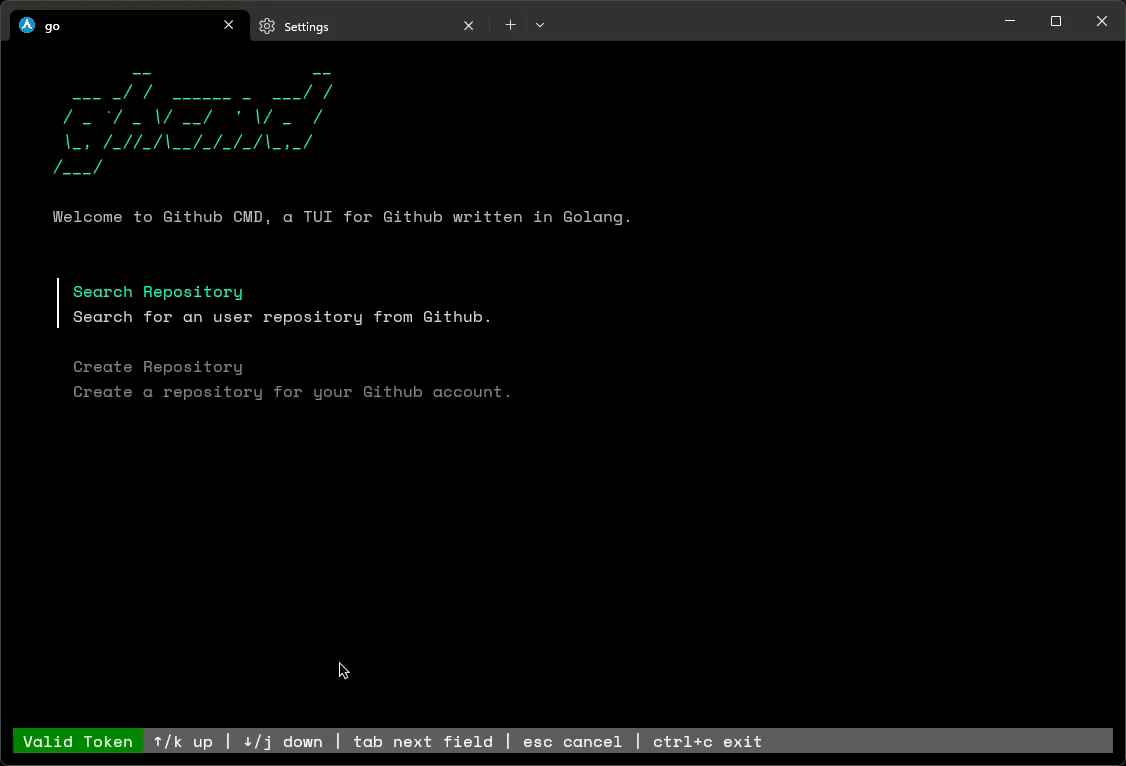 go
Settings
ghcmd
Welcome to Github CMD, a TUI for Github written in Golang.
Search Repository
Search for an user repository from Github.
Create Repository
Create a repository for your Github account.
Valid Token ↑/k up | ↓/j down | tab next field | esc cancel | ctrl+c exit